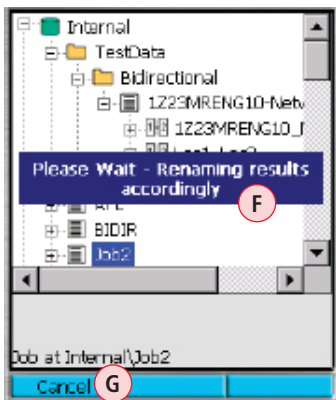 Internal
TestData
Bidirectional
1Z23MRENG10-Netw
1Z23MRENG10_
Please Wait - Renaming results
accordingly
F
BIDIR
Job2
Job at Internal\Job2
Cancel
G